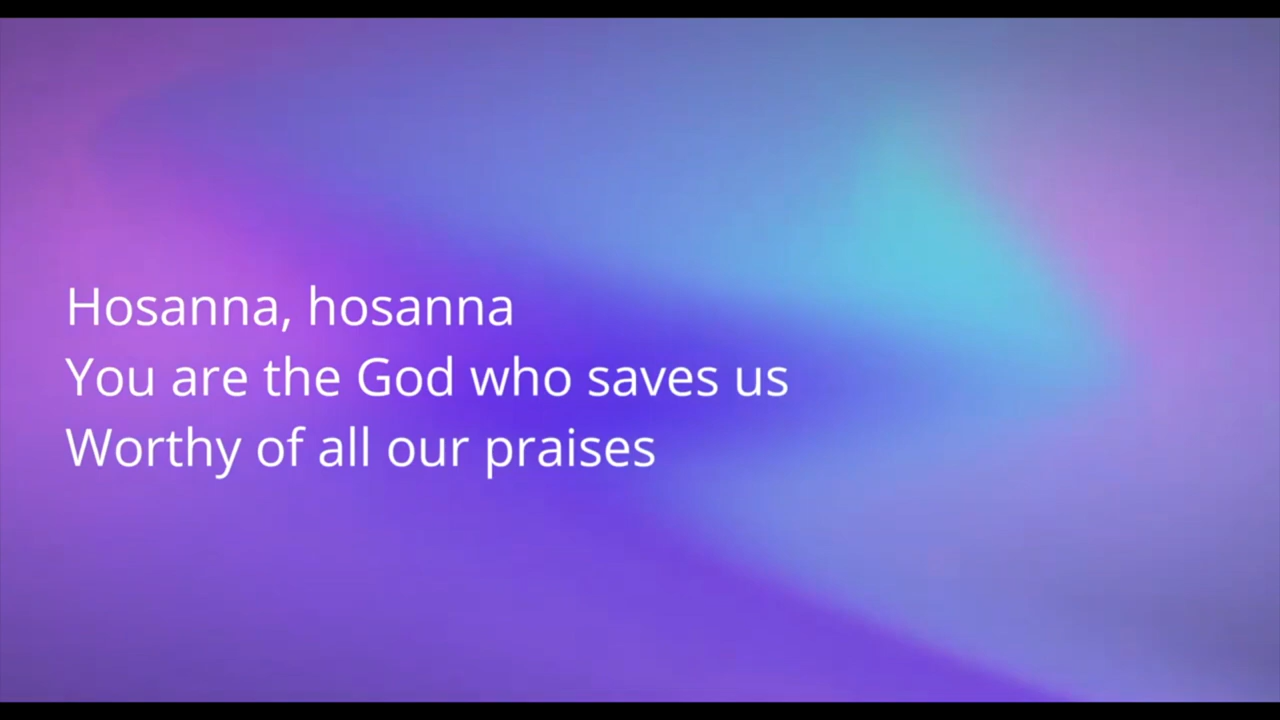 Hosanna, hosanna
You are the God who saves us
Worthy of all our praises